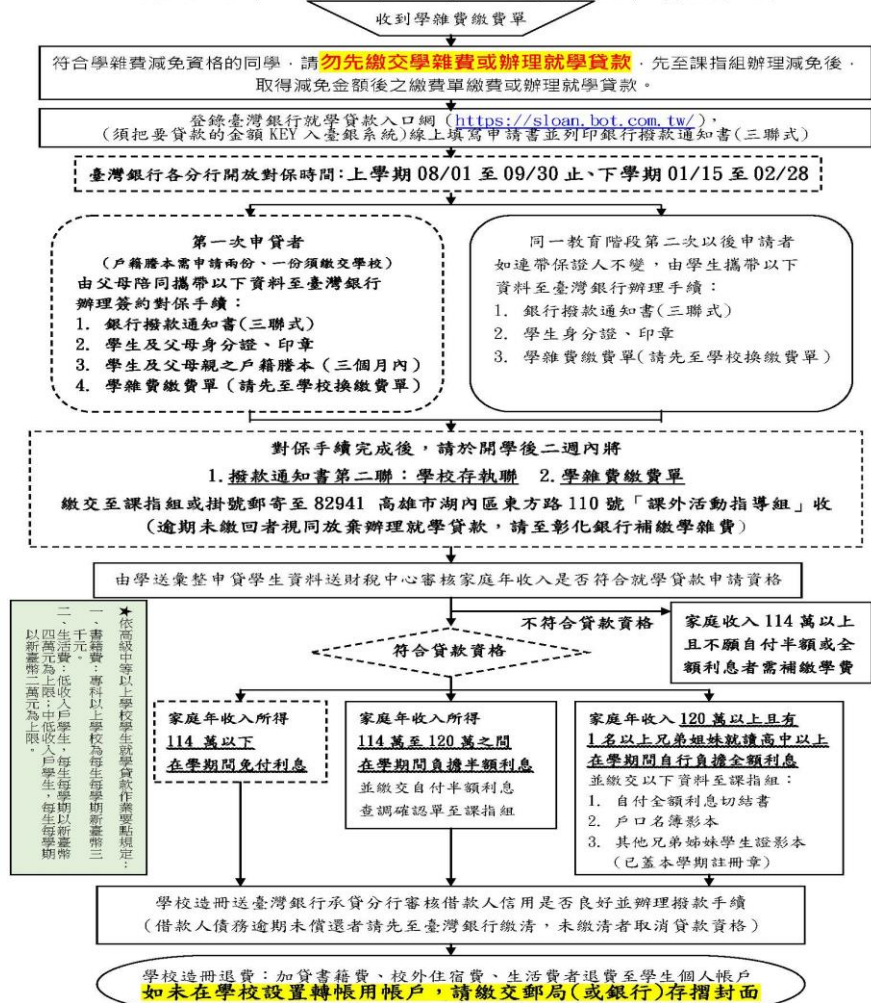 收到學雜費繳費單
符合學雜費減免資格的同學，請勿先繳交學雜費或辦理就學貸款，先至課指組辦理減免後，
取得減免金額後之繳費單繳費或辦理就學貸款。
登錄臺灣銀行就學貸款入口網（https://sloan.bot.com.tw/），
(須把要貸款的金額 KEY 入臺銀系統)線上填寫申請書並列印銀行撥款通知書(三聯式)
臺灣銀行各分行開放對保時間：上學期 08/01 至 09/30 止、下學期 01/15 至 02/28
第一次申貸者
（戶籍謄本需申請兩份、一份須繳交學校）
由父母陪同攜帶以下資料至臺灣銀行
辦理簽約對保手續：
1. 銀行撥款通知書(三聯式)
2. 學生及父母身分證、印章
3. 學生及父母親之戶籍謄本（三個月內）
4. 學雜費繳費單（請先至學校換繳費單）
同一教育階段第二次以後申請者
如連帶保證人不變，由學生攜帶以下
資料至臺灣銀行辦理手續：
1. 銀行撥款通知書(三聯式)
2. 學生身分證、印章
3. 學雜費繳費單(請先至學校換繳費單)
對保手續完成後，請於開學後二週內將
1.撥款通知書第二聯：學校存執聯 2.學雜費繳費單
繳交至課指組或掛號郵寄至 82941 高雄市湖內區東方路 110 號「課外活動指導組」收
(逾期未繳回者視同放棄辦理就學貸款，請至彰化銀行補繳學雜費)
由學送彙整申貸學生資料送財稅中心審核家庭年收入是否符合就學貸款申請資格
★依高級中等以上學校學生就學貸款作業要點規定：
一、書籍費：專科以上學校為每生每學期新臺幣三
千元。
二、生活費：低收入戶學生，每生每學期以新臺幣
四萬元為上限；中低收入戶學生，每生每學期
以新臺幣二萬元為上限。
不符合貸款資格
符合貸款資格
家庭收入 114 萬以上
且不願自付半額或全
額利息者需補繳學費
家庭年收入所得
114 萬以下
在學期間免付利息
家庭年收入所得
114 萬至 120 萬之間
在學期間負擔半額利息
並繳交自付半額利息
查調確認單至課指組
家庭年收入 120 萬以上且有
1 名以上兄弟姐妹就讀高中以上
在學期間自行負擔全額利息
並繳交以下資料至課指組：
1. 自付全額利息切結書
2. 戶口名簿影本
3. 其他兄弟姊妹學生證影本
(已蓋本學期註冊章)
學校造冊送臺灣銀行承貸分行審核借款人信用是否良好並辦理撥款手續
(借款人債務逾期未償還者請先至臺灣銀行繳清，未繳清者取消貸款資格)
學校造冊退費：加貸書籍費、校外住宿費、生活費者退費至學生個人帳戶
如未在學校設置轉帳用帳戶，請繳交郵局(或銀行)存摺封面